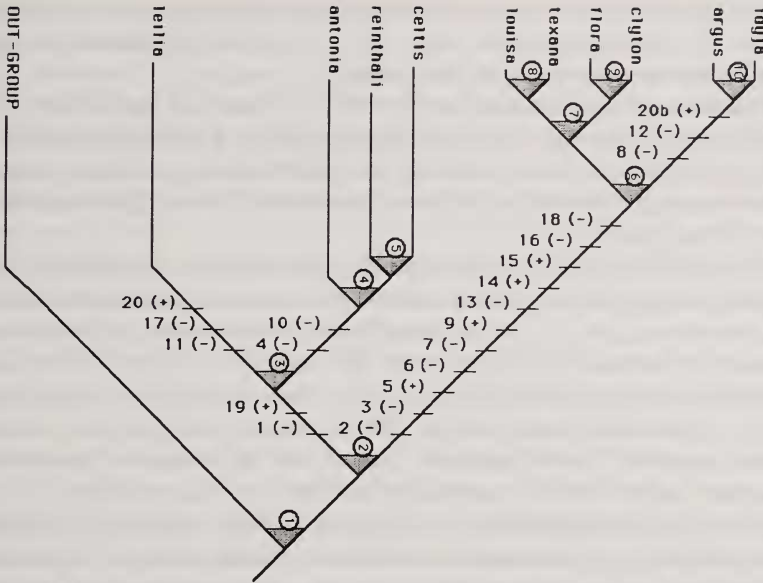 OUT-GROUP
leilia
antonia
reinthali
celtis
louisa
texana
flora
clyton
argus
idyja
10
8
9
20b (+)
12 (-)
7
8 (-)
6
18 (-)
16 (-)
5
15 (+)
4
14 (+)
20 (+)
13 (-)
17 (-)
10 (-)
9 (+)
11 (-)
4 (-)
7 (-)
3
6 (-)
5 (+)
19 (+)
3 (-)
1 (-)
2 (-)
2
1